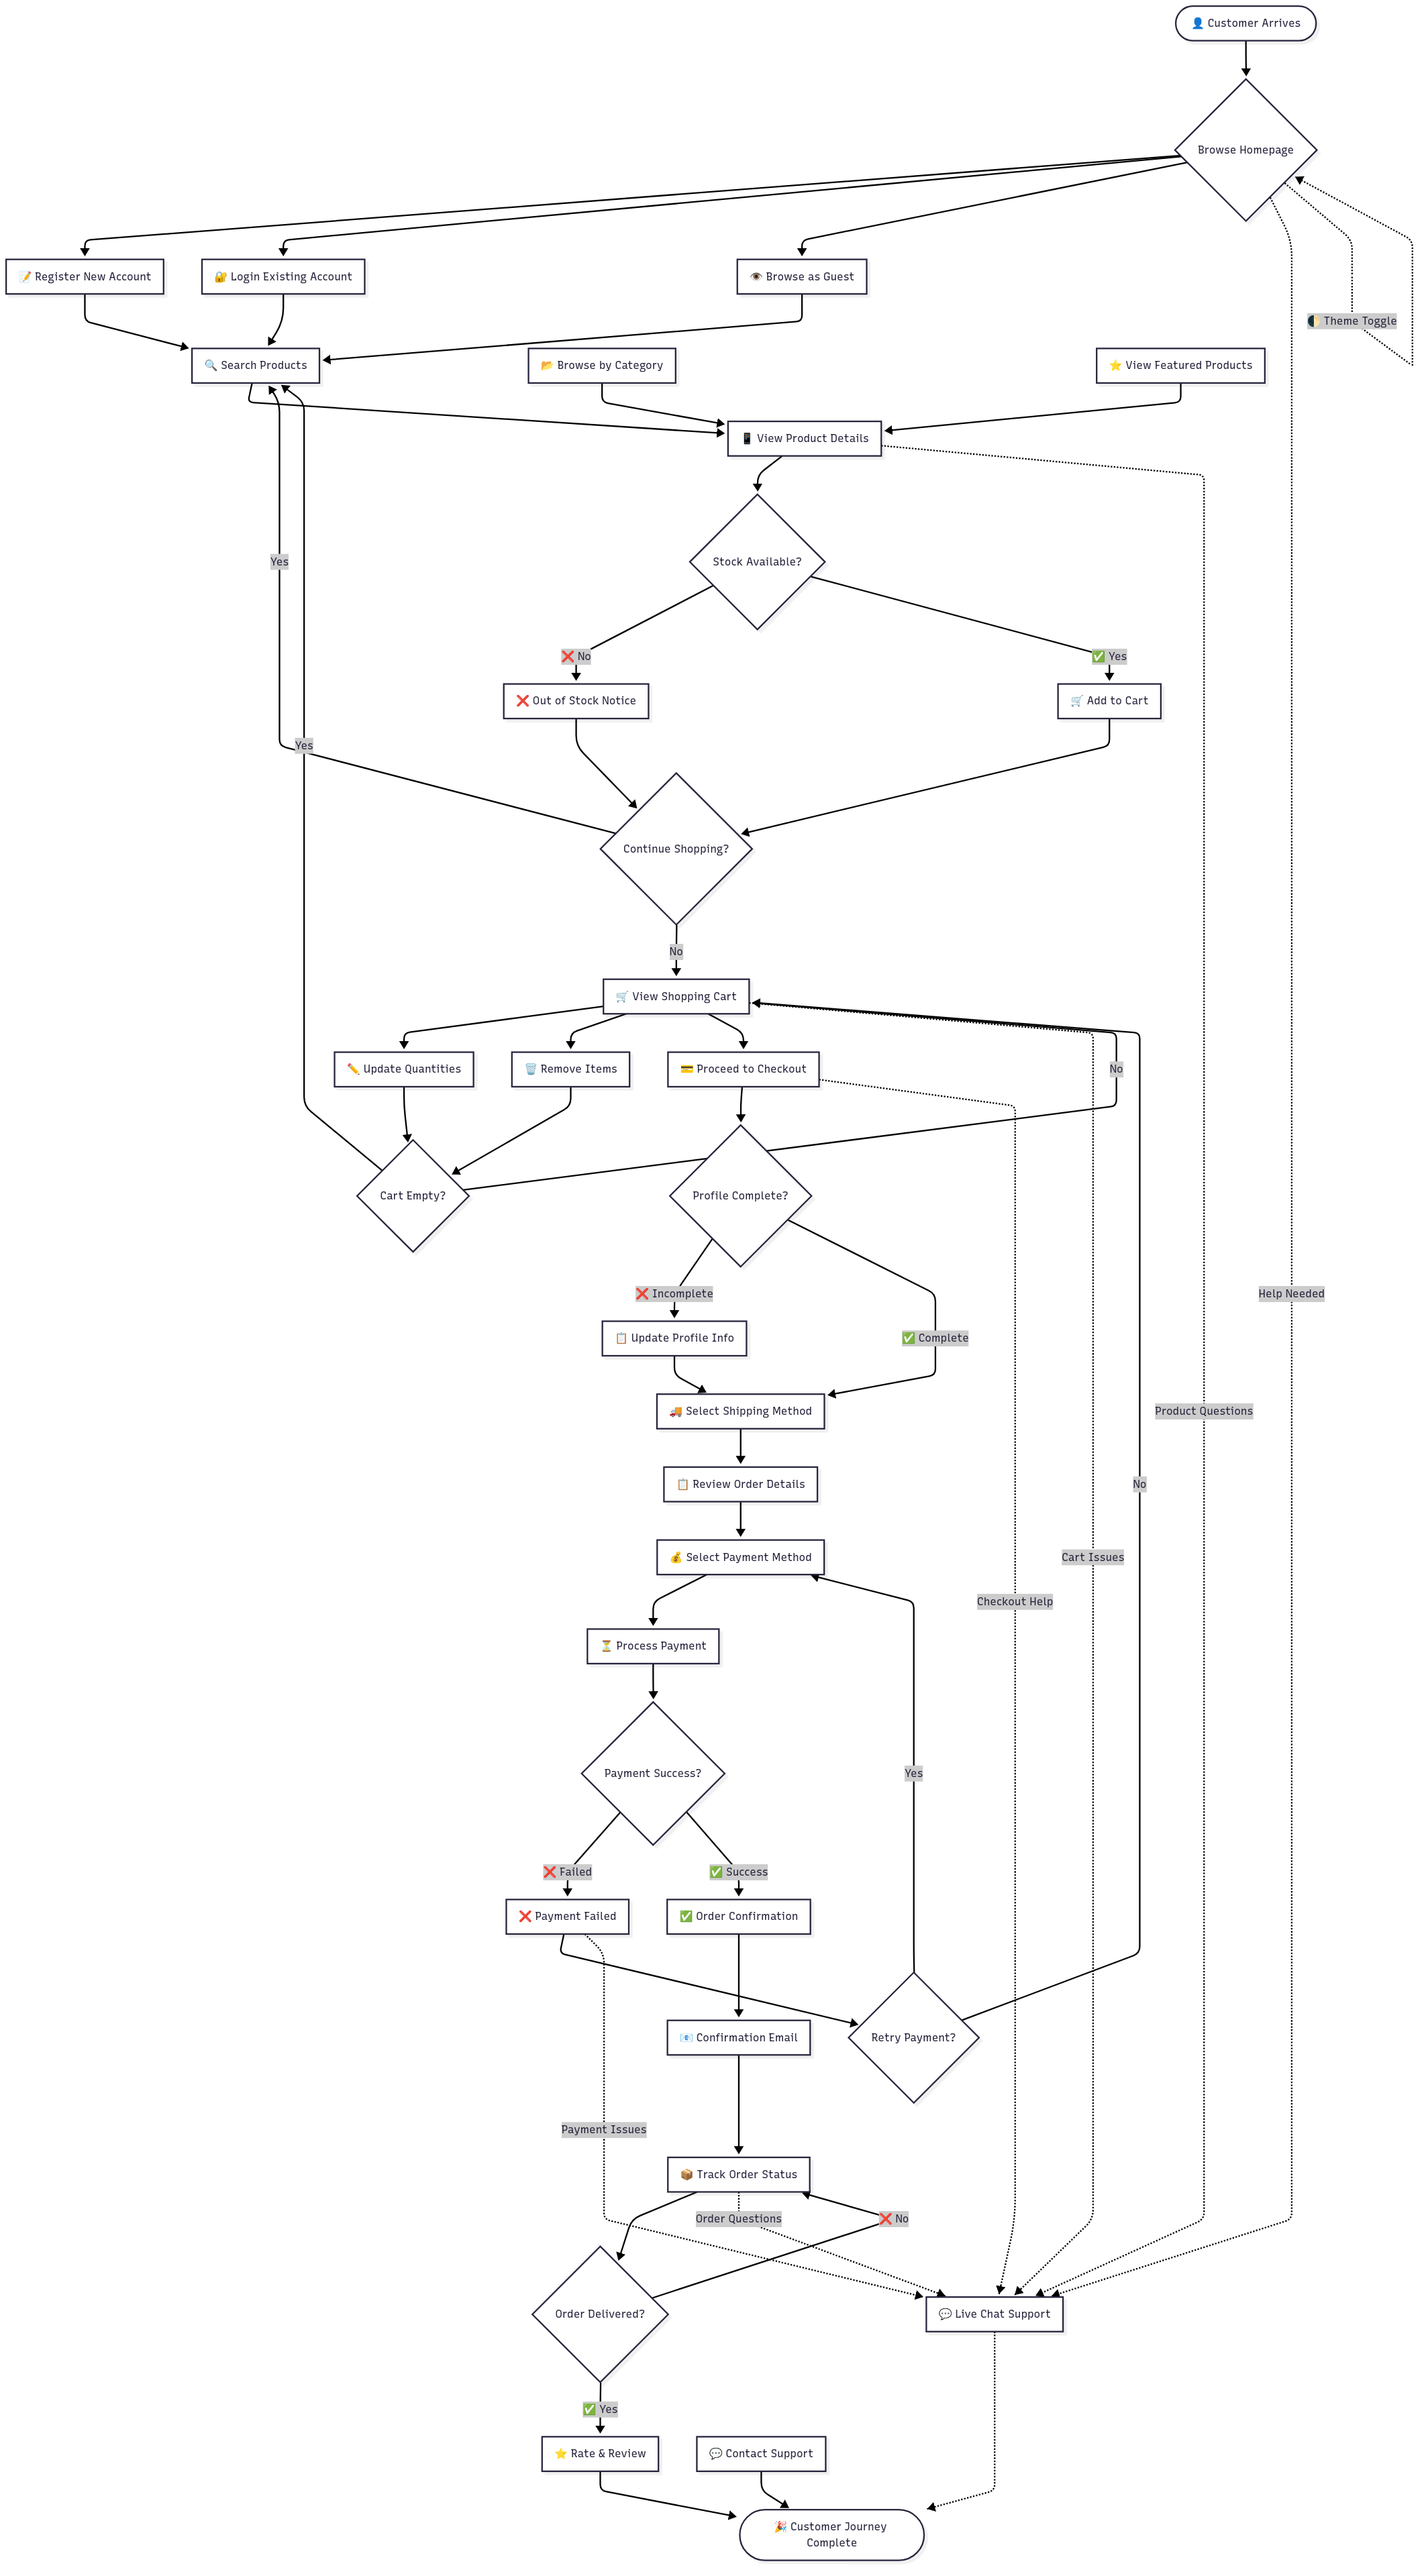 👤 Customer Arrives
Browse Homepage
📝 Register New Account
🔐 Login Existing Account
👁️ Browse as Guest
🌓 Theme Toggle
🔍 Search Products
📂 Browse by Category
⭐ View Featured Products
📱 View Product Details
Yes
Stock Available?
❌ No
✅ Yes
❌ Out of Stock Notice
🛒 Add to Cart
Yes
Continue Shopping?
No
🛒 View Shopping Cart
✏️ Update Quantities
🗑️ Remove Items
💳 Proceed to Checkout
No
Cart Empty?
Profile Complete?
❌ Incomplete
Help Needed
📋 Update Profile Info
✅ Complete
🚚 Select Shipping Method
Product Questions
📋 Review Order Details
No
💰 Select Payment Method
Cart Issues
Checkout Help
⏳ Process Payment
Payment Success?
Yes
❌ Failed
✅ Success
❌ Payment Failed
✅ Order Confirmation
📧 Confirmation Email
Retry Payment?
Payment Issues
📦 Track Order Status
Order Questions
❌ No
Order Delivered?
💬 Live Chat Support
✅ Yes
⭐ Rate & Review
💬 Contact Support
🎉 Customer Journey
Complete